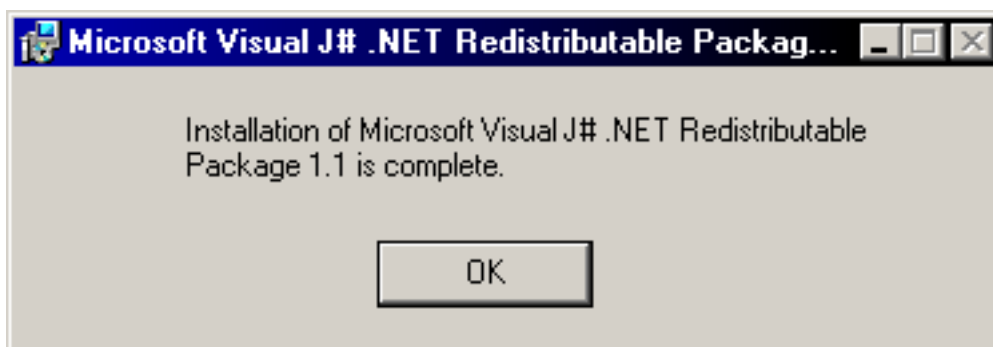 Microsoft Visual J# .NET Redistributable Packag...
Installation of Microsoft Visual J# .NET Redistributable
Package 1.1 is complete.
OK